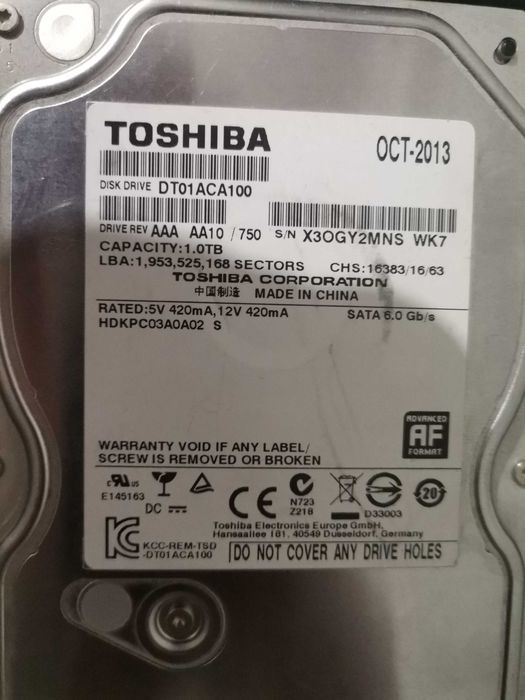 TOSHIBA
OCT-2013
DISK DRIVE DT01ACA100
DRIVE REV AAA AA10 / 750 S/N X3OGY2MNS WK7
CAPACITY:1.0TB
LBA:1,953,525,168 SECTORS CHS:16383/16/63
TOSHIBA CORPORATION
中国制造 MADE IN CHINA
RATED:5V 420mA,12V 420mA SATA 6.0 Gb/s
HDKPC03A0A02 S
ADVANCED
AF
FORMAT
WARRANTY VOID IF ANY LABEL/
SCREW IS REMOVED OR BROKEN
c RU us
E145163
DC
CE
N723
Z218
D33003
20
Toshiba Electronics Europe GmbH.
Hansaallee 181, 40549 Dusseldorf, Germany
KCC-REM-TSD
-DT01ACA100
DO NOT COVER ANY DRIVE HOLES